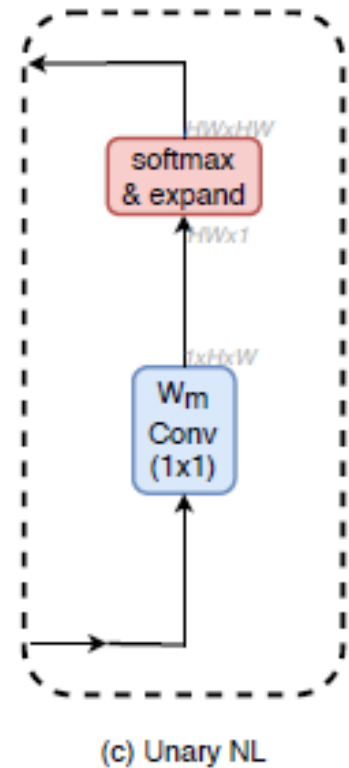 HWxHW
softmax
& expand
HWx1
1xHxW
Wm
Conv
(1x1)
(c) Unary NL